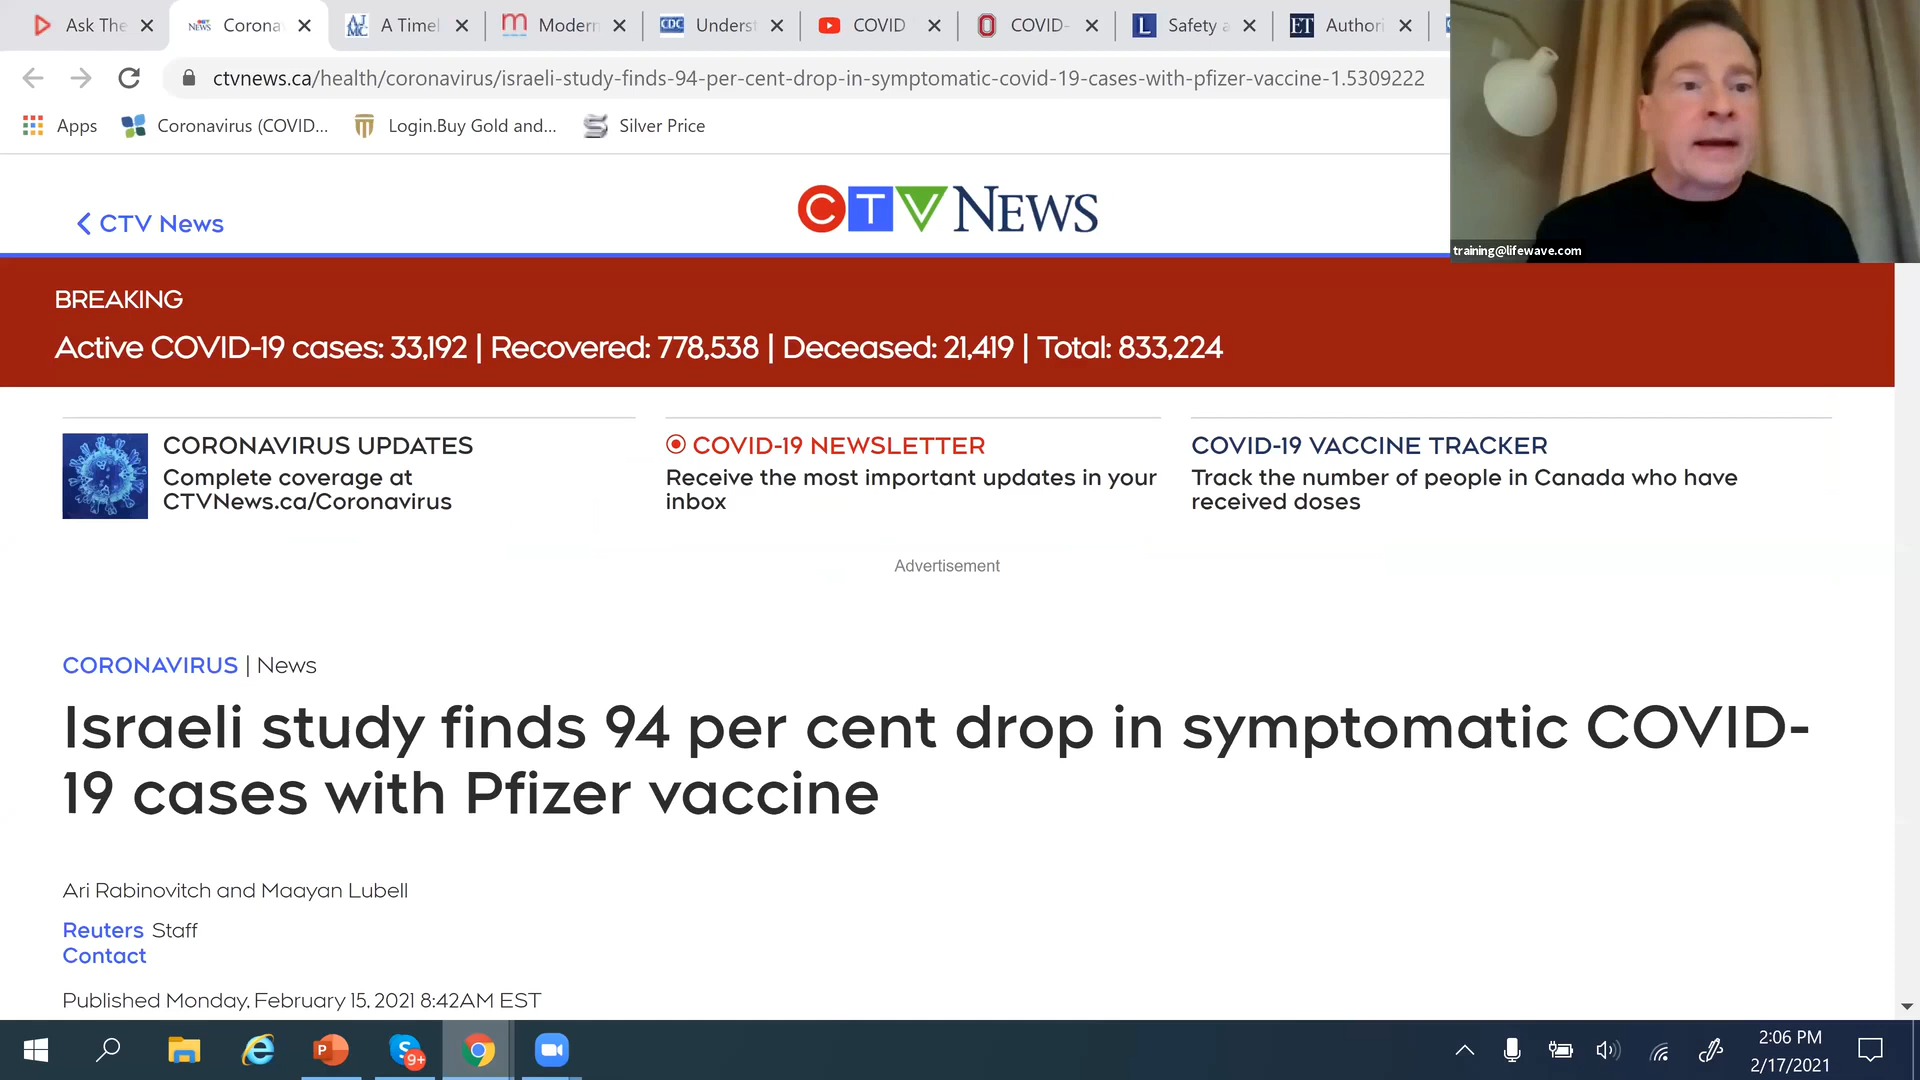 Ask The
Corona
A Timel
Modern
Underst
COVID
COVID-
Safety a
Authori
ctvnews.ca/health/coronavirus/israeli-study-finds-94-per-cent-drop-in-symptomatic-covid-19-cases-with-pfizer-vaccine-1.5309222
Apps
Coronavirus (COVID...
Login.Buy Gold and...
Silver Price
training@lifewave.com
CTV News
CTV NEWS
BREAKING
Active COVID-19 cases: 33,192 | Recovered: 778,538 | Deceased: 21,419 | Total: 833,224
CORONAVIRUS UPDATES
Complete coverage at
CTVNews.ca/Coronavirus
COVID-19 NEWSLETTER
Receive the most important updates in your
inbox
COVID-19 VACCINE TRACKER
Track the number of people in Canada who have
received doses
Advertisement
CORONAVIRUS | News
Israeli study finds 94 per cent drop in symptomatic COVID-
19 cases with Pfizer vaccine
Ari Rabinovitch and Maayan Lubell
Reuters Staff
Contact
Published Monday, February 15, 2021 8:42AM EST
9+
2:06 PM
2/17/2021